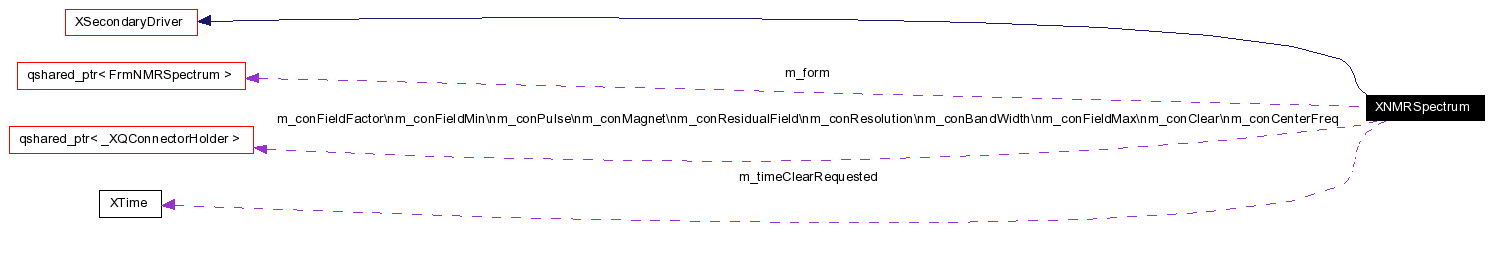 XSecondaryDriver
qshared_ptr< FrmNMRSpectrum >
m_form
XNMRSpectrum
m_conFieldFactor\nm_conFieldMin\nm_conPulse\nm_conMagnet\nm_conResidualField\nm_conResolution\nm_conBandWidth\nm_conFieldMax\nm_conClear\nm_conCenterFreq
qshared_ptr< _XQConnectorHolder >
m_timeClearRequested
XTime